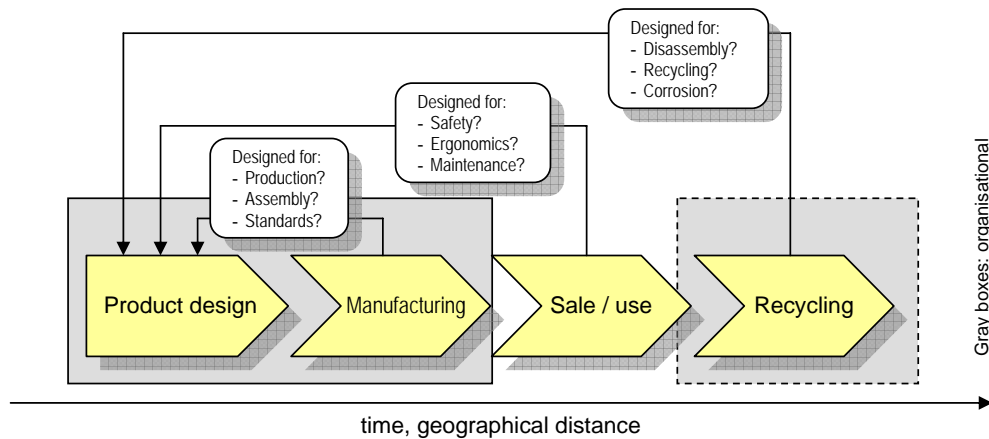 Designed for:
- Disassembly?
- Recycling?
- Corrosion?
Designed for:
- Safety?
- Ergonomics?
- Maintenance?
Designed for:
- Production?
- Assembly?
- Standards?
Product design
Manufacturing
Sale / use
Recycling
time, geographical distance
Gray boxes: organisational